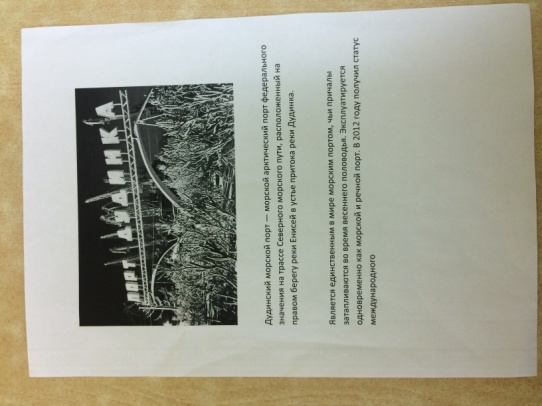 ПОРТ ДУДИНКА
Дудинский морской порт — морской арктический порт федерального
значения на трассе Северного морского пути, расположенный на
правом берегу реки Енисей в устье притока реки Дудинка.
Является единственным в мире морским портом, чьи причалы
затапливаются во время весеннего половодья. Эксплуатируется
одновременно как морской и речной порт. В 2012 году получил статус
международного